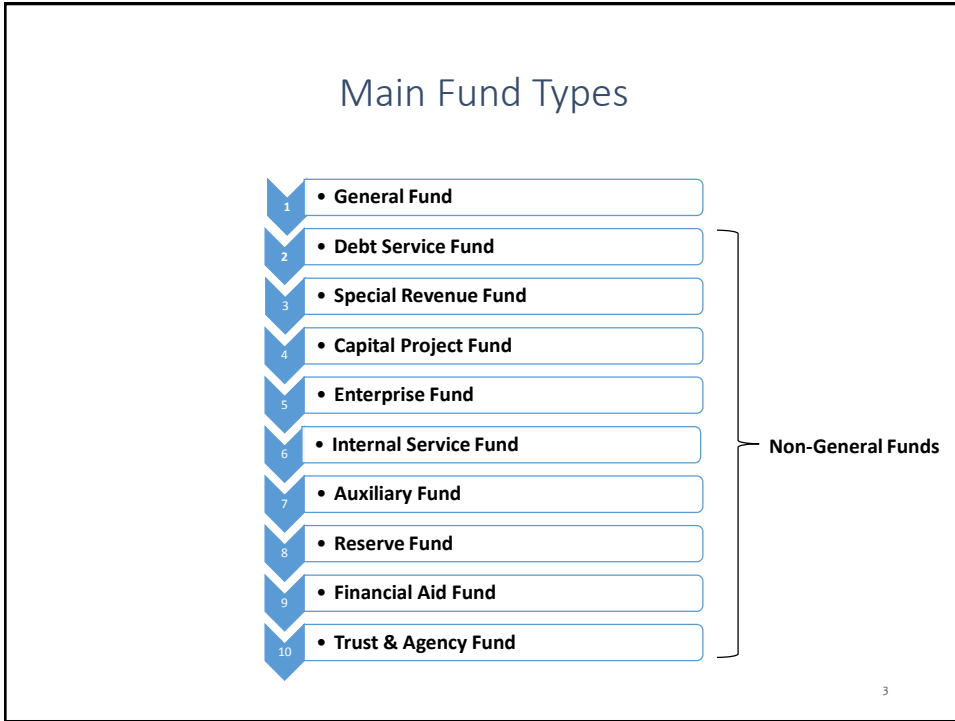 Main Fund Types
1 • General Fund
2 • Debt Service Fund
3 • Special Revenue Fund
4 • Capital Project Fund
5 • Enterprise Fund
6 • Internal Service Fund
Non-General Funds
7 • Auxiliary Fund
8 • Reserve Fund
9 • Financial Aid Fund
10 • Trust & Agency Fund
3